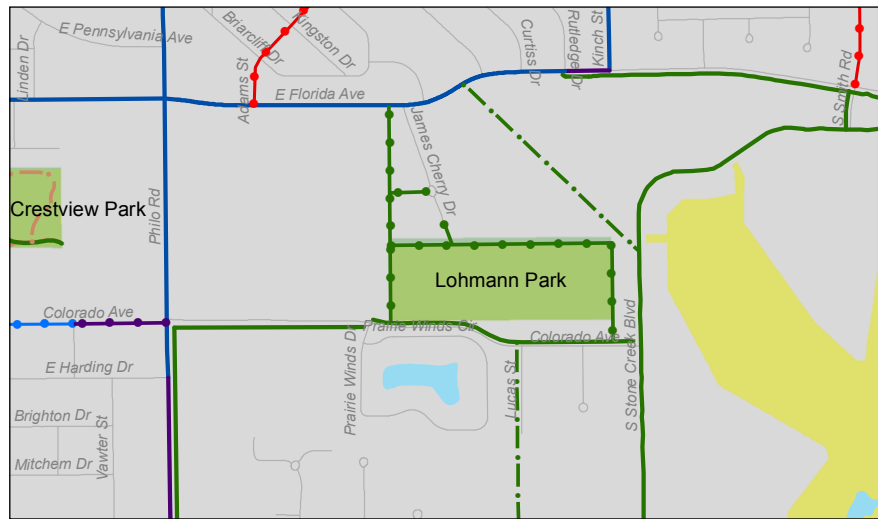 E Pennsylvania Ave
Linden Dr
Briarcliff Dr
Kingston Dr
Adams St
E Florida Ave
Curtiss Dr
Rutledge Dr
Kinch St
S Smith Rd
James Cherry Dr
Crestview Park
Philo Rd
Lohmann Park
Colorado Ave
Prairie Winds Cir
Colorado Ave
E Harding Dr
Prairie Winds Dr
Lucas St
S Stone Creek Blvd
Brighton Dr
Vawter St
Mitchem Dr